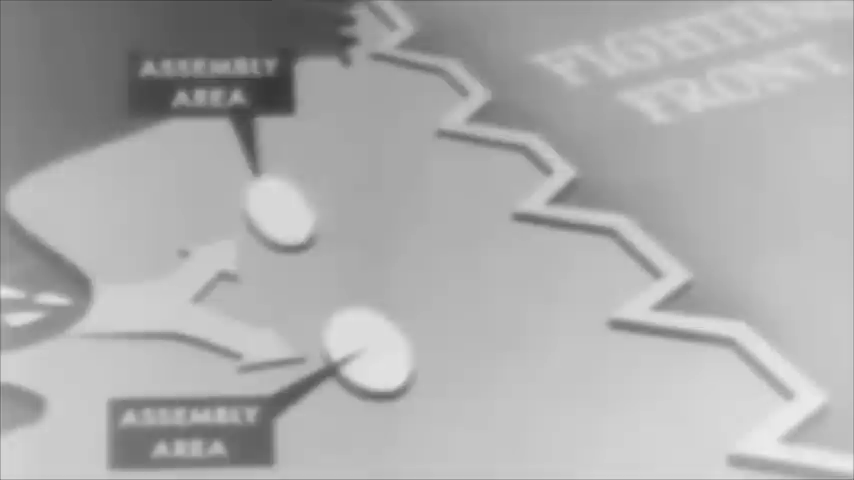 ASSEMBLY
AREA
FIGHTING
FRONT
ASSEMBLY
AREA